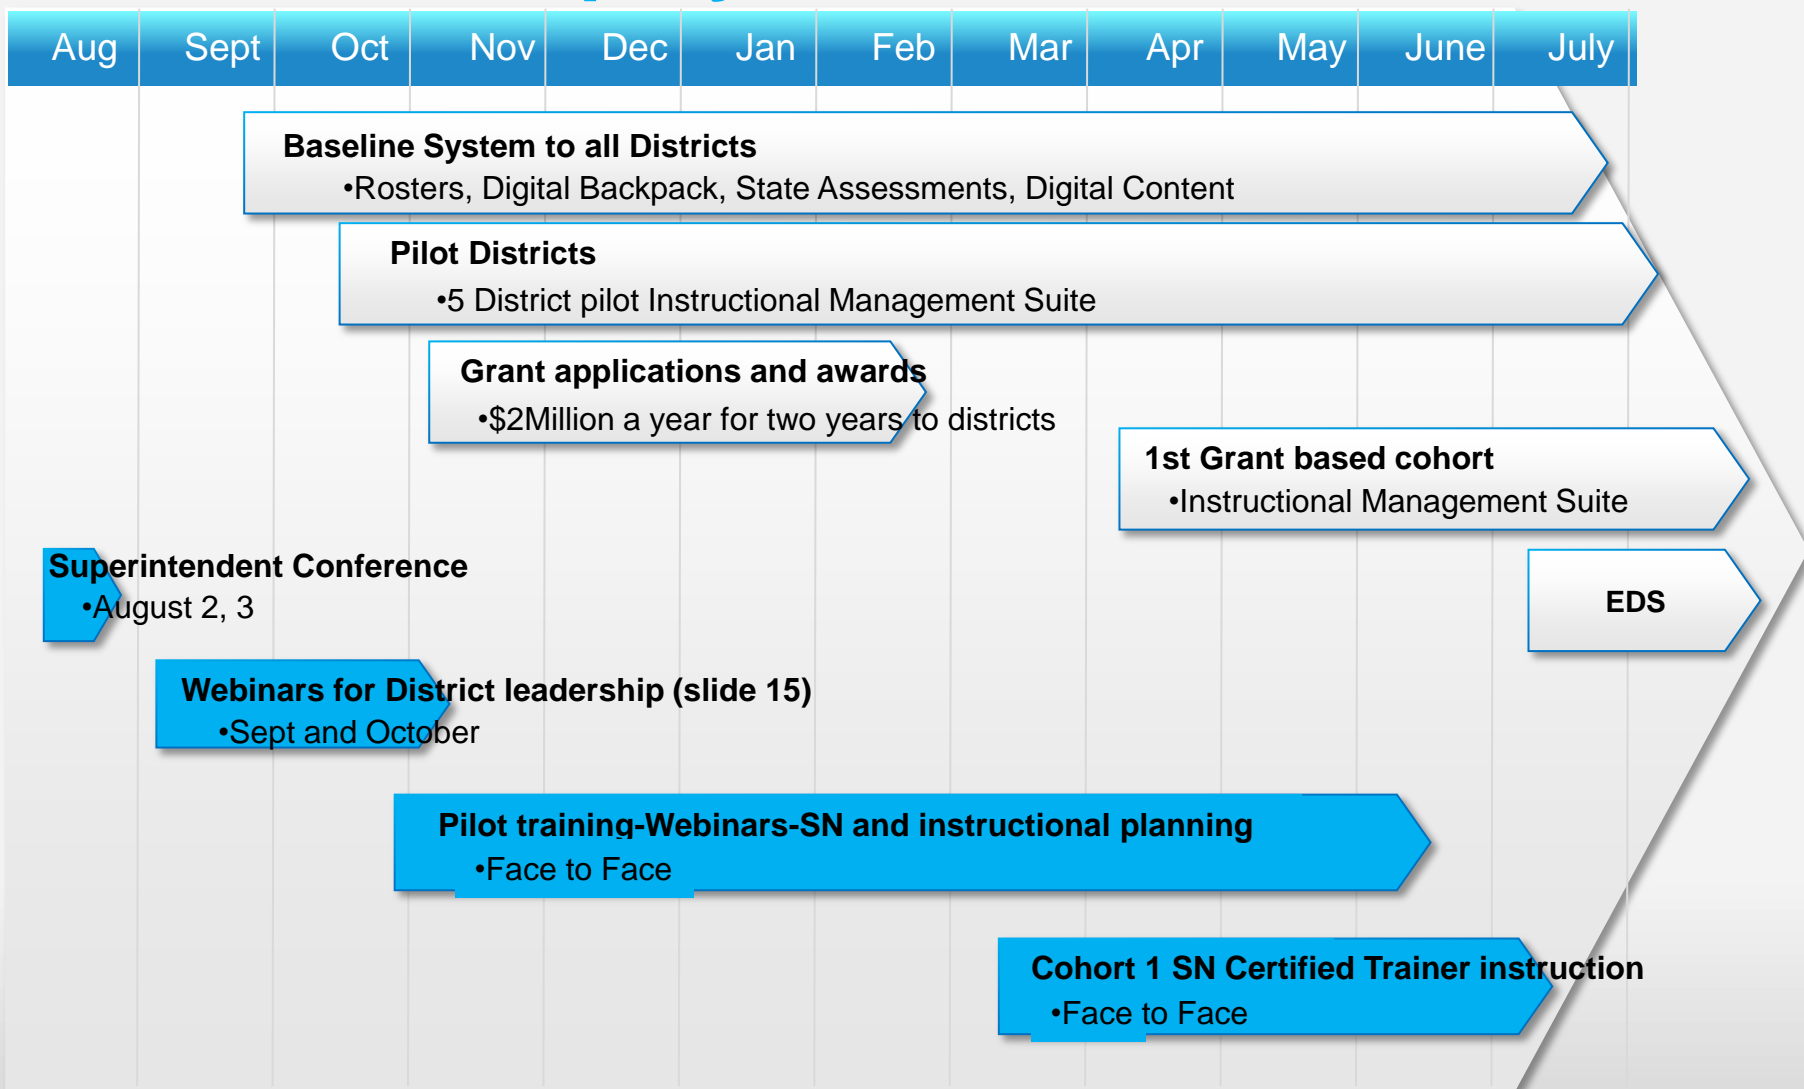 Aug Sept Oct Nov Dec Jan Feb Mar Apr May June July
Baseline System to all Districts
•Rosters, Digital Backpack, State Assessments, Digital Content
Pilot Districts
•5 District pilot Instructional Management Suite
Grant applications and awards
•$2Million a year for two years to districts
1st Grant based cohort
•Instructional Management Suite
Superintendent Conference
•August 2, 3
EDS
Webinars for District leadership (slide 15)
•Sept and October
Pilot training-Webinars-SN and instructional planning
•Face to Face
Cohort 1 SN Certified Trainer instruction
•Face to Face